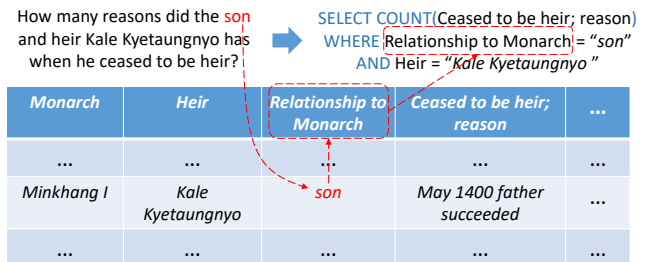 How many reasons did the son
and heir Kale Kyetaungnyo has
when he ceased to be heir?
SELECT COUNT(Ceased to be heir; reason)
WHERE Relationship to Monarch = “son”
AND Heir = “Kale Kyetaungnyo ”
Monarch Heir Relationship to Monarch Ceased to be heir; reason ...
... ... ... ... ...
Minkhang I Kale Kyetaungnyo son May 1400 father succeeded ...
... ... ... ... ...